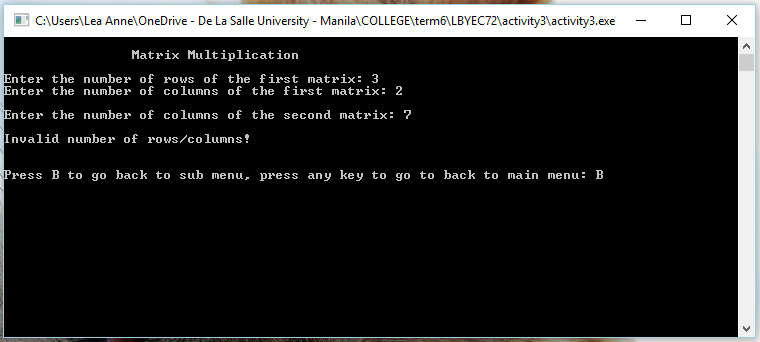 C:\Users\Lea Anne\OneDrive - De La Salle University - Manila\COLLEGE\term6\LBYEC72\activity3\activity3.exe
Matrix Multiplication
Enter the number of rows of the first matrix: 3
Enter the number of columns of the first matrix: 2
Enter the number of columns of the second matrix: 7
Invalid number of rows/columns!
Press B to go back to sub menu, press any key to go to back to main menu: B